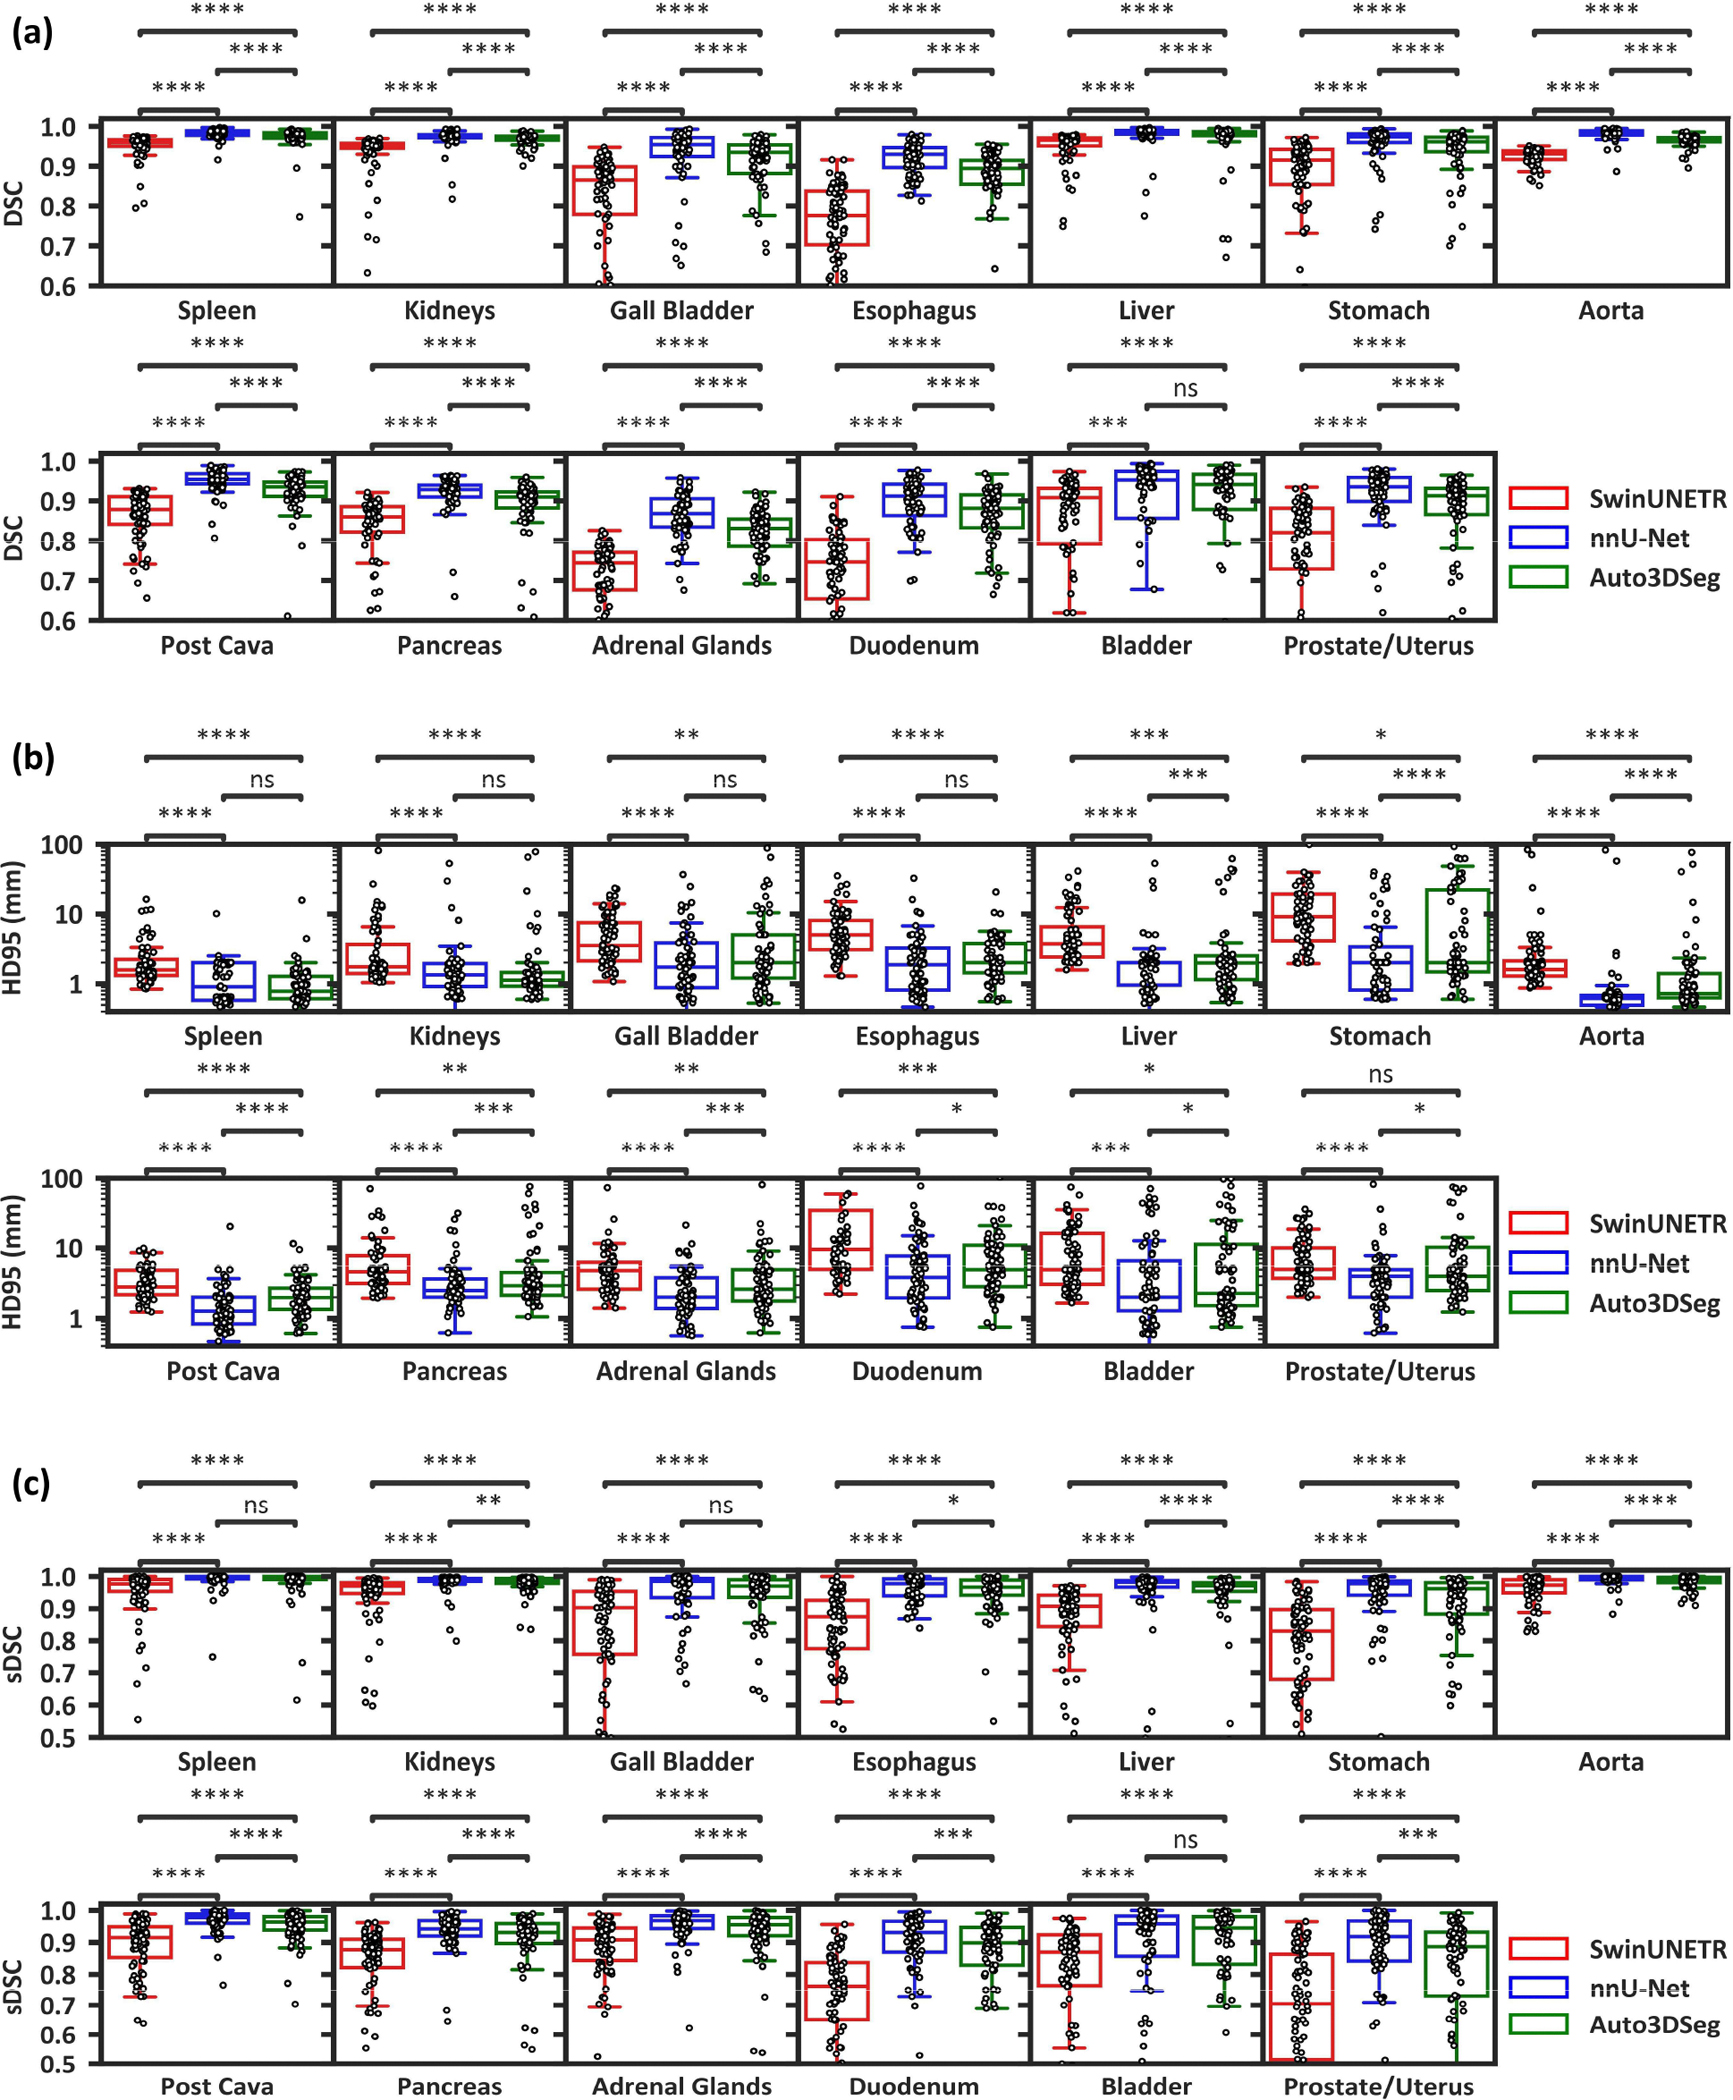 (a)
**** **** **** **** **** **** ****
**** **** **** **** **** **** ****
**** **** **** **** **** **** ****
DSC
1.0
0.9
0.8
0.7
0.6
Spleen Kidneys Gall Bladder Esophagus Liver Stomach Aorta
**** **** **** **** **** ****
**** **** **** **** ns ****
**** **** **** **** *** ****
DSC
1.0
0.9
0.8
0.7
0.6
SwinUNETR
nnU-Net
Auto3DSeg
Post Cava Pancreas Adrenal Glands Duodenum Bladder Prostate/Uterus
(b)
**** **** ** **** *** * ****
ns ns ns ns *** **** ****
**** **** **** **** **** **** ****
HD95 (mm)
100
10
1
Spleen Kidneys Gall Bladder Esophagus Liver Stomach Aorta
**** ** ** *** * ns
**** *** *** * * *
**** **** **** **** *** ****
HD95 (mm)
100
10
1
SwinUNETR
nnU-Net
Auto3DSeg
Post Cava Pancreas Adrenal Glands Duodenum Bladder Prostate/Uterus
(c)
**** **** **** **** **** **** ****
ns ** ns * **** **** ****
**** **** **** **** **** **** ****
sDSC
1.0
0.9
0.8
0.7
0.6
0.5
Spleen Kidneys Gall Bladder Esophagus Liver Stomach Aorta
**** **** **** **** **** ****
**** **** **** *** ns ***
**** **** **** **** **** ****
sDSC
1.0
0.9
0.8
0.7
0.6
0.5
SwinUNETR
nnU-Net
Auto3DSeg
Post Cava Pancreas Adrenal Glands Duodenum Bladder Prostate/Uterus